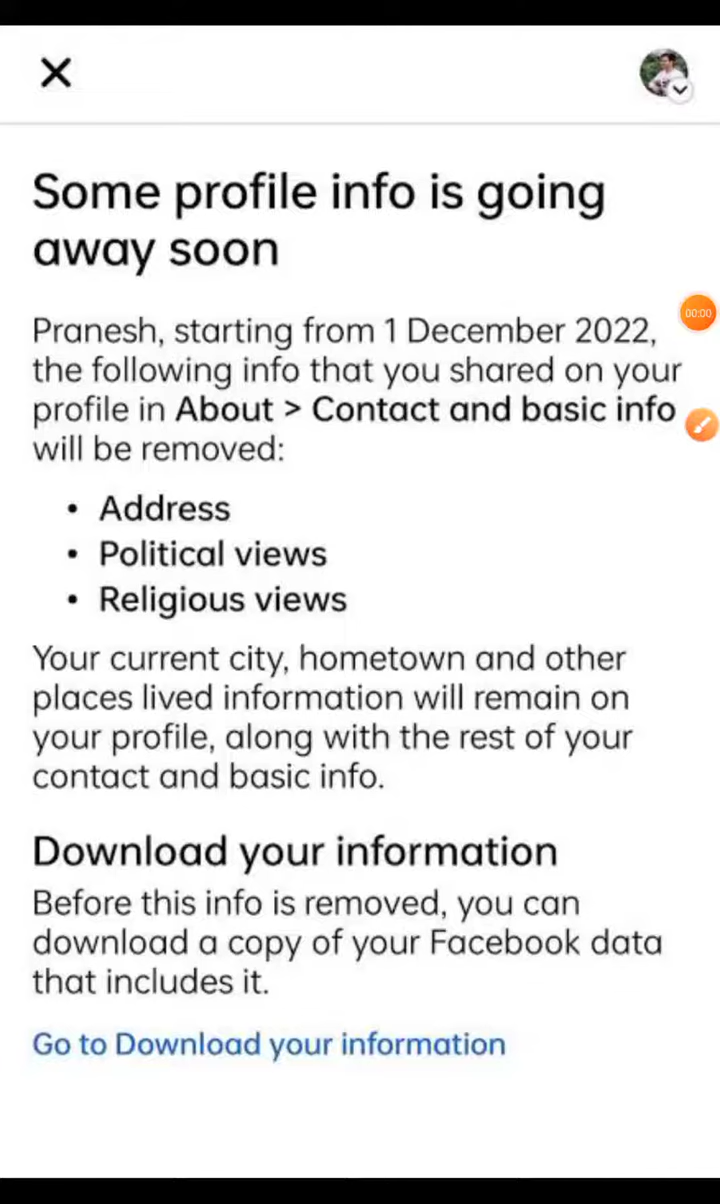 Some profile info is going
away soon
Pranesh, starting from 1 December 2022,
00:00
the following info that you shared on your
profile in About > Contact and basic info
will be removed:
• Address
• Political views
• Religious views
Your current city, hometown and other
places lived information will remain on
your profile, along with the rest of your
contact and basic info.
Download your information
Before this info is removed, you can
download a copy of your Facebook data
that includes it.
Go to Download your information